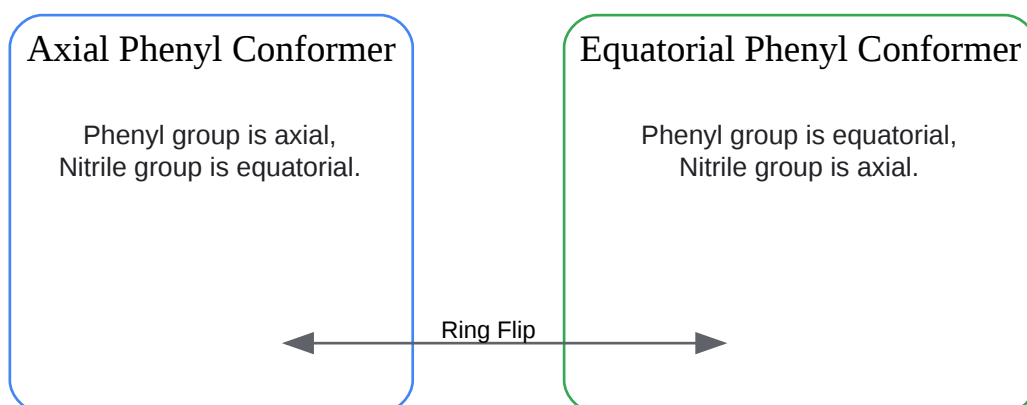 Axial Phenyl Conformer
Phenyl group is axial,
Nitrile group is equatorial.
Equatorial Phenyl Conformer
Phenyl group is equatorial,
Nitrile group is axial.
Ring Flip